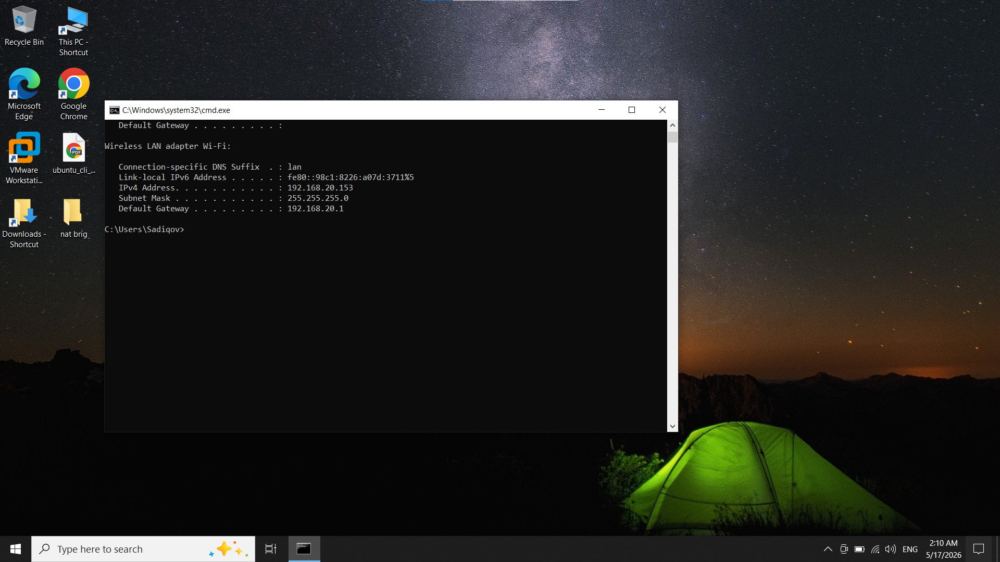 Recycle Bin
This PC -
Shortcut
Microsoft
Edge
Google
Chrome
VMware
Workstati...
PDF
ubuntu_cli_...
Downloads -
Shortcut
nat brig
C:\Windows\system32\cmd.exe
   Default Gateway . . . . . . . . . :
Wireless LAN adapter Wi-Fi:
   Connection-specific DNS Suffix  . : lan
   Link-local IPv6 Address . . . . . : fe80::98c1:8226:a07d:3711%5
   IPv4 Address. . . . . . . . . . . : 192.168.20.153
   Subnet Mask . . . . . . . . . . . : 255.255.255.0
   Default Gateway . . . . . . . . . : 192.168.20.1
C:\Users\Sadiqov>
Type here to search
ENG
2:10 AM
5/17/2026